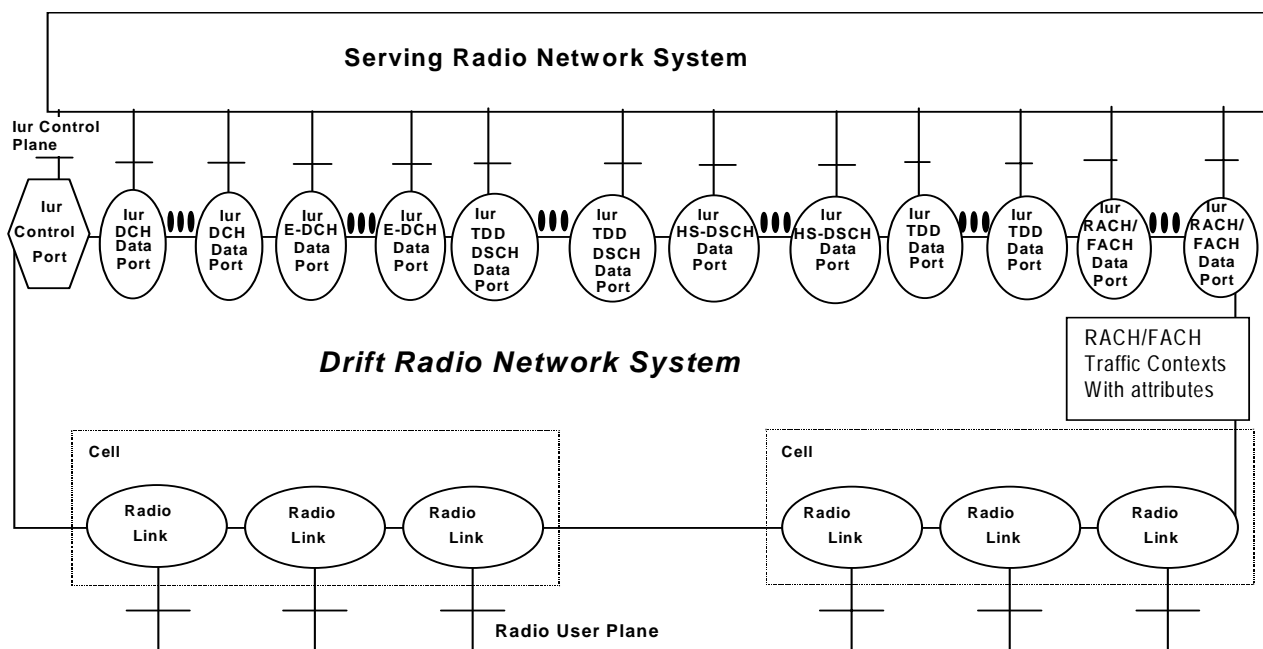 Serving Radio Network System
Iur Control
Plane
Iur
Control
Port
Iur
DCH
Data
Port
Iur
DCH
Data
Port
Iur
E-DCH
Data
Port
Iur
E-DCH
Data
Port
Iur
TDD
DSCH
Data
Port
Iur
TDD
DSCH
Data
Port
Iur
HS-DSCH
Data
Port
Iur
HS-DSCH
Data
Port
Iur
TDD
Data
Port
Iur
TDD
Data
Port
Iur
RACH/
FACH
Data
Port
Iur
RACH/
FACH
Data
Port
RACH/FACH
Traffic Contexts
With attributes
Drift Radio Network System
Cell
Radio
Link
Radio
Link
Radio
Link
Cell
Radio
Link
Radio
Link
Radio
Link
Radio User Plane